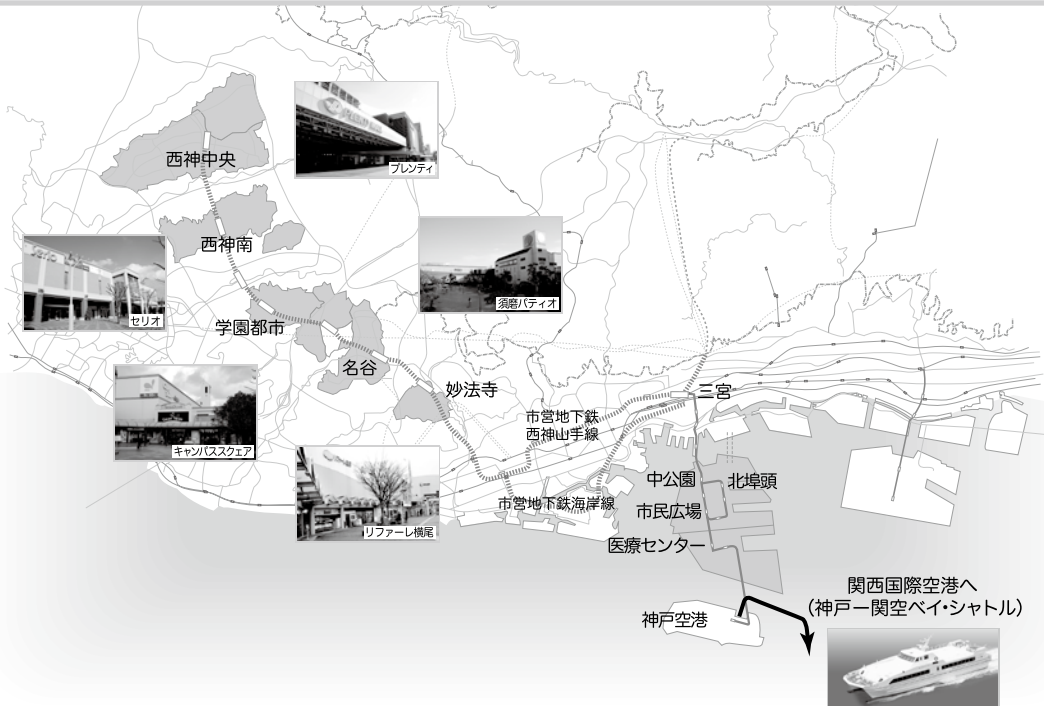 西神中央
プレンティ
西神南
セリオ
須磨パティオ
学園都市
名谷
妙法寺
キャンパススクェア
三宮
市営地下鉄
西神山手線
リファーレ横尾
市営地下鉄海岸線
中公園
北埠頭
市民広場
医療センター
神戸空港
関西国際空港へ
(神戸ー関空ベイ・シャトル)